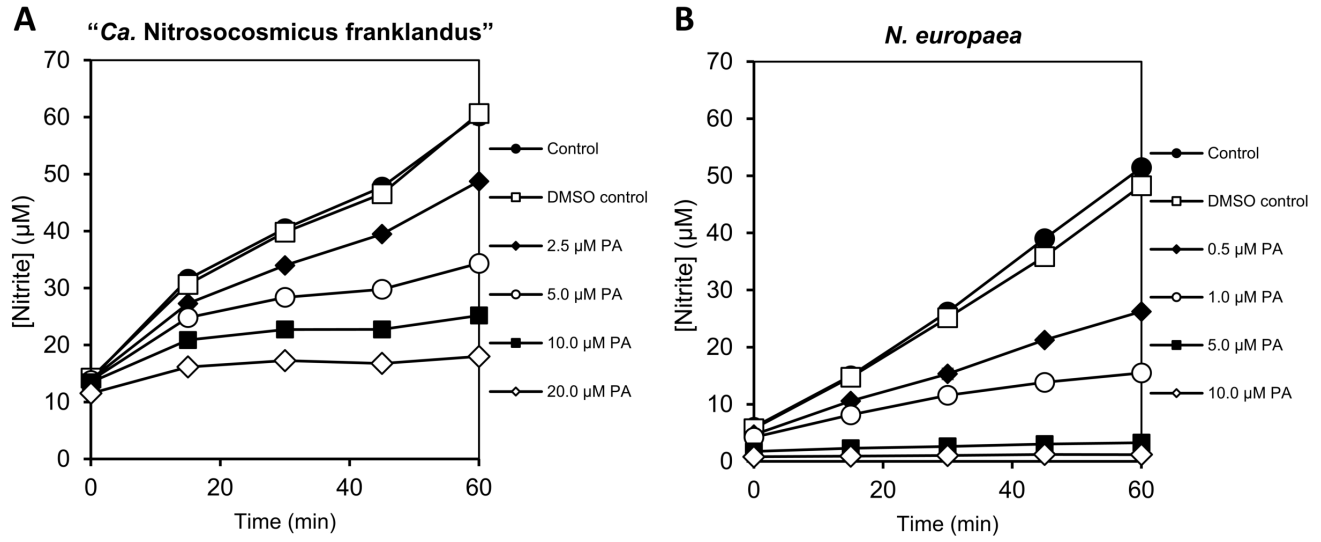 A
“Ca. Nitrosocosmicus franklandus”
[Nitrite] (µM)
70
60
50
40
30
20
10
0
0 20 40 60
Time (min)
Control
DMSO control
2.5 µM PA
5.0 µM PA
10.0 µM PA
20.0 µM PA
B
N. europaea
[Nitrite] (µM)
70
60
50
40
30
20
10
0
0 20 40 60
Time (min)
Control
DMSO control
0.5 µM PA
1.0 µM PA
5.0 µM PA
10.0 µM PA